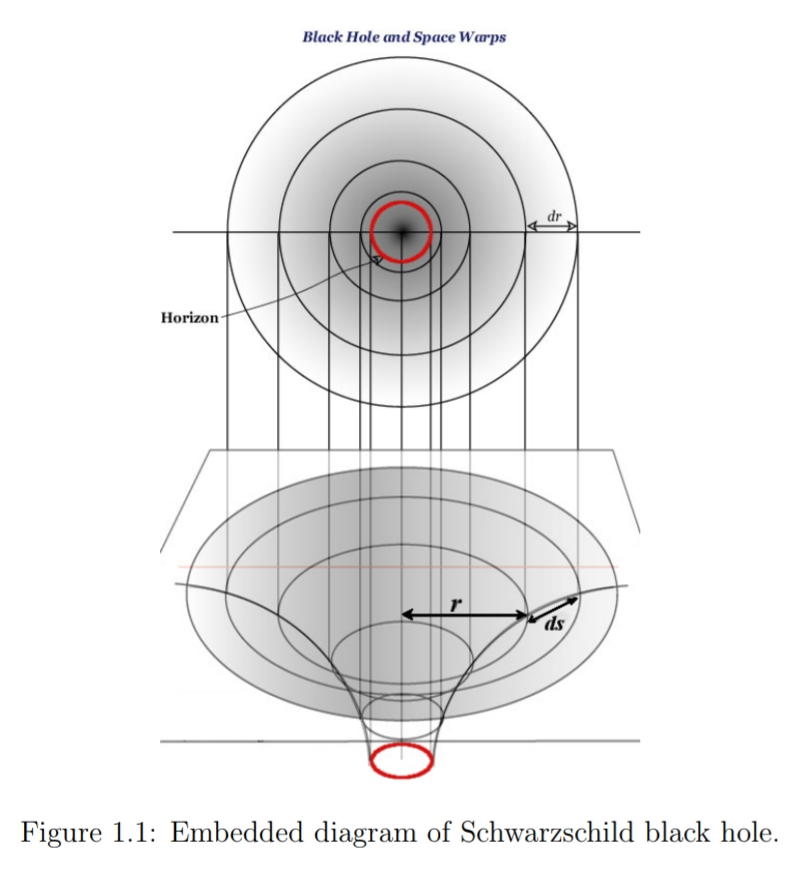 Black Hole and Space Warps
dr
Horizon
r
ds
Figure 1.1: Embedded diagram of Schwarzschild black hole.